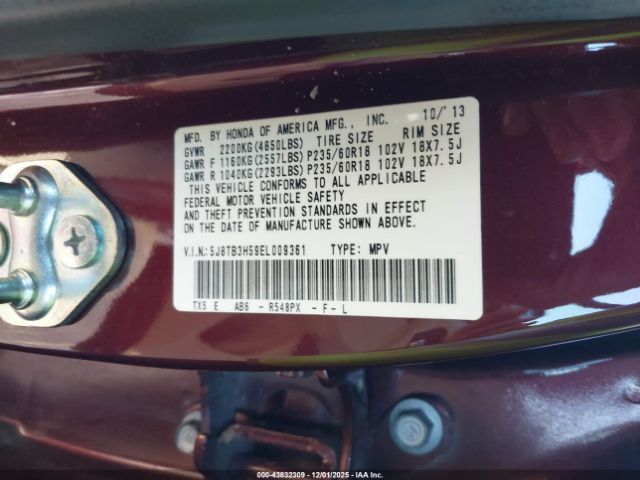 MFD. BY HONDA OF AMERICA MFG., INC. 10/'13
GVWR 2200KG(4850LBS) TIRE SIZE RIM SIZE
GAWR F 1160KG(2557LBS)P235/60R18 102V 18X7.5J
GAWR R 1040KG(2293LBS)P235/60R18 102V 18X7.5J
THIS VEHICLE CONFORMS TO ALL APPLICABLE
FEDERAL MOTOR VEHICLE SAFETY
AND THEFT PREVENTION STANDARDS IN EFFECT
ON THE DATE OF MANUFACTURE SHOWN ABOVE.
V.I.N:5J8TB3H59EL009361 TYPE: MPV
TX5 E AB6 - R548PX - F - L
000-43832309 12/01/2025 IAAI.COM